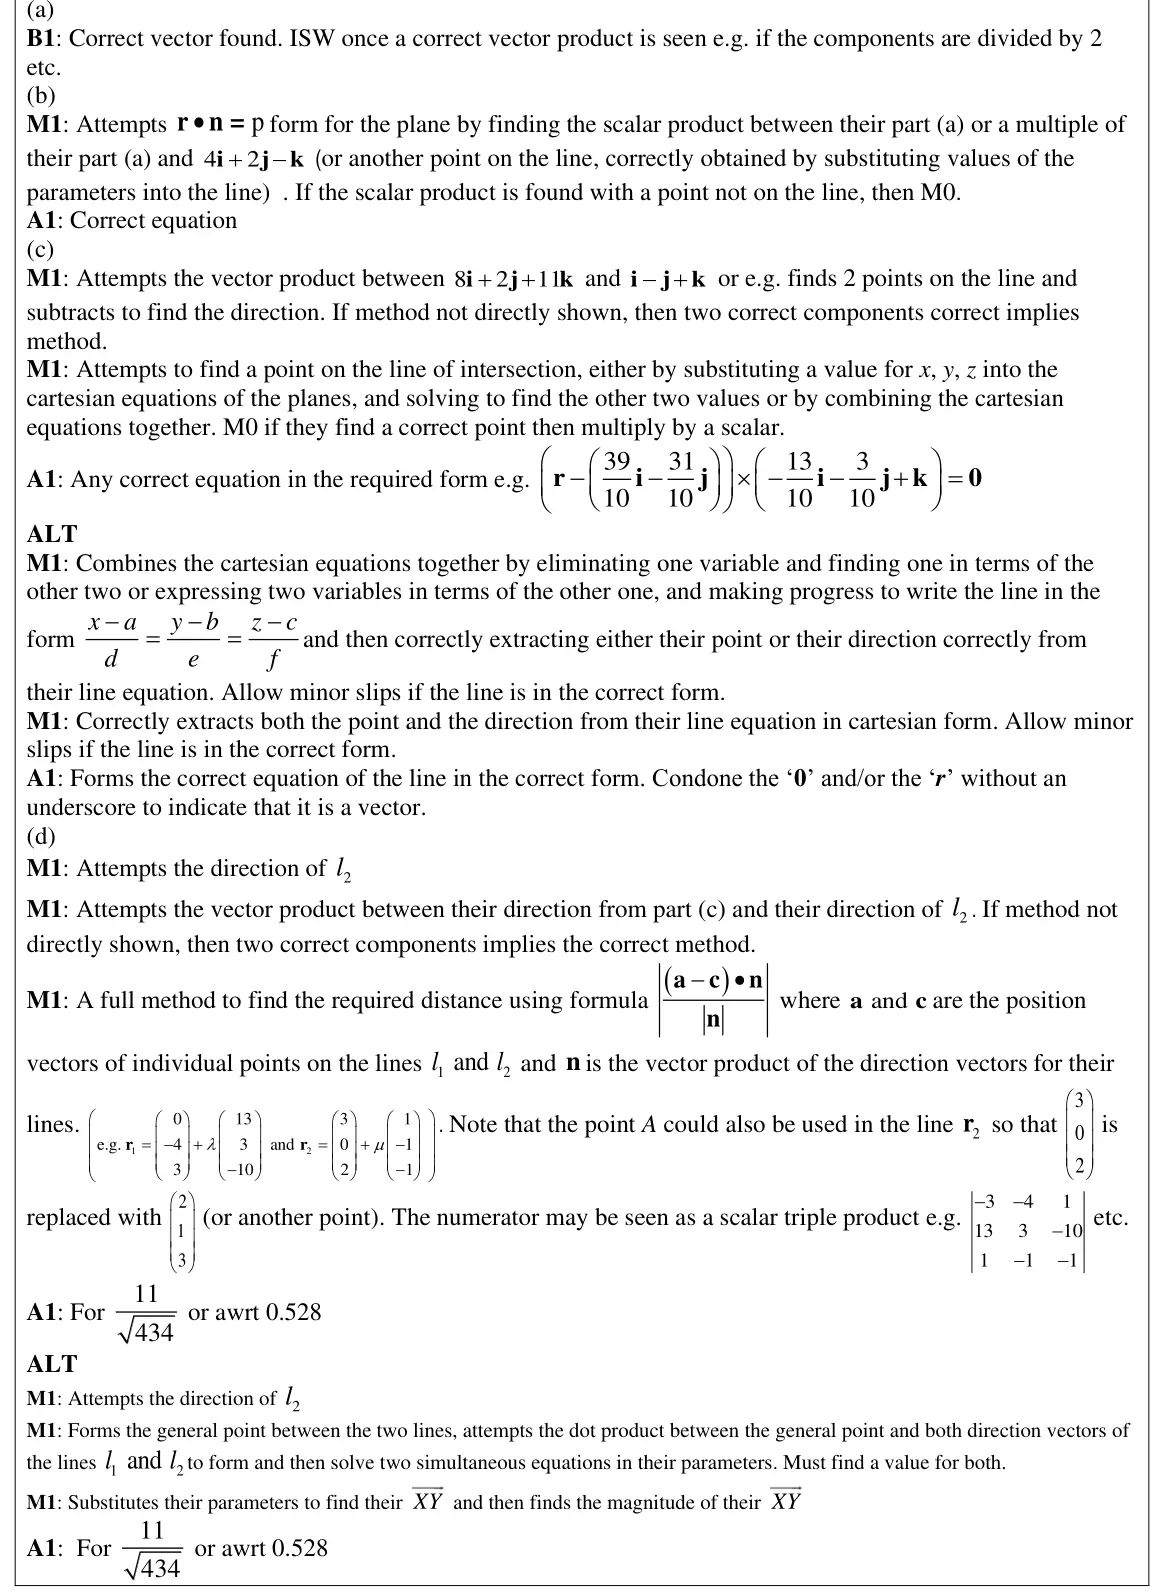 (a)
B1: Correct vector found. ISW once a correct vector product is seen e.g. if the components are divided by 2
etc.
(b)
M1: Attempts r • n = p form for the plane by finding the scalar product between their part (a) or a multiple of
their part (a) and 4i + 2j − k (or another point on the line, correctly obtained by substituting values of the
parameters into the line) . If the scalar product is found with a point not on the line, then M0.
A1: Correct equation
(c)
M1: Attempts the vector product between 8i + 2j + 11k and i − j + k or e.g. finds 2 points on the line and
subtracts to find the direction. If method not directly shown, then two correct components correct implies
method.
M1: Attempts to find a point on the line of intersection, either by substituting a value for x, y, z into the
cartesian equations of the planes, and solving to find the other two values or by combining the cartesian
equations together. M0 if they find a correct point then multiply by a scalar.
A1: Any correct equation in the required form e.g. (r − (39/10 i − 31/10 j)) × (− 13/10 i − 3/10 j + k) = 0
ALT
M1: Combines the cartesian equations together by eliminating one variable and finding one in terms of the
other two or expressing two variables in terms of the other one, and making progress to write the line in the
form (x − a)/d = (y − b)/e = (z − c)/f and then correctly extracting either their point or their direction correctly from
their line equation. Allow minor slips if the line is in the correct form.
M1: Correctly extracts both the point and the direction from their line equation in cartesian form. Allow minor
slips if the line is in the correct form.
A1: Forms the correct equation of the line in the correct form. Condone the ‘0’ and/or the ‘r’ without an
underscore to indicate that it is a vector.
(d)
M1: Attempts the direction of l₂
M1: Attempts the vector product between their direction from part (c) and their direction of l₂ . If method not
directly shown, then two correct components implies the correct method.
M1: A full method to find the required distance using formula |((a − c) • n)/|n|| where a and c are the position
vectors of individual points on the lines l₁ and l₂ and n is the vector product of the direction vectors for their
lines. (e.g. r₁ = (0 −4 3) + λ (13 3 −10) and r₂ = (3 0 2) + μ (1 −1 −1)) . Note that the point A could also be used in the line r₂ so that (3 0 2) is
replaced with (2 1 3) (or another point). The numerator may be seen as a scalar triple product e.g. |−3 −4 1 13 3 −10 1 −1 −1| etc.
A1: For 11/√434 or awrt 0.528
ALT
M1: Attempts the direction of l₂
M1: Forms the general point between the two lines, attempts the dot product between the general point and both direction vectors of
the lines l₁ and l₂ to form and then solve two simultaneous equations in their parameters. Must find a value for both.
M1: Substitutes their parameters to find their XY and then finds the magnitude of their XY
A1: For 11/√434 or awrt 0.528